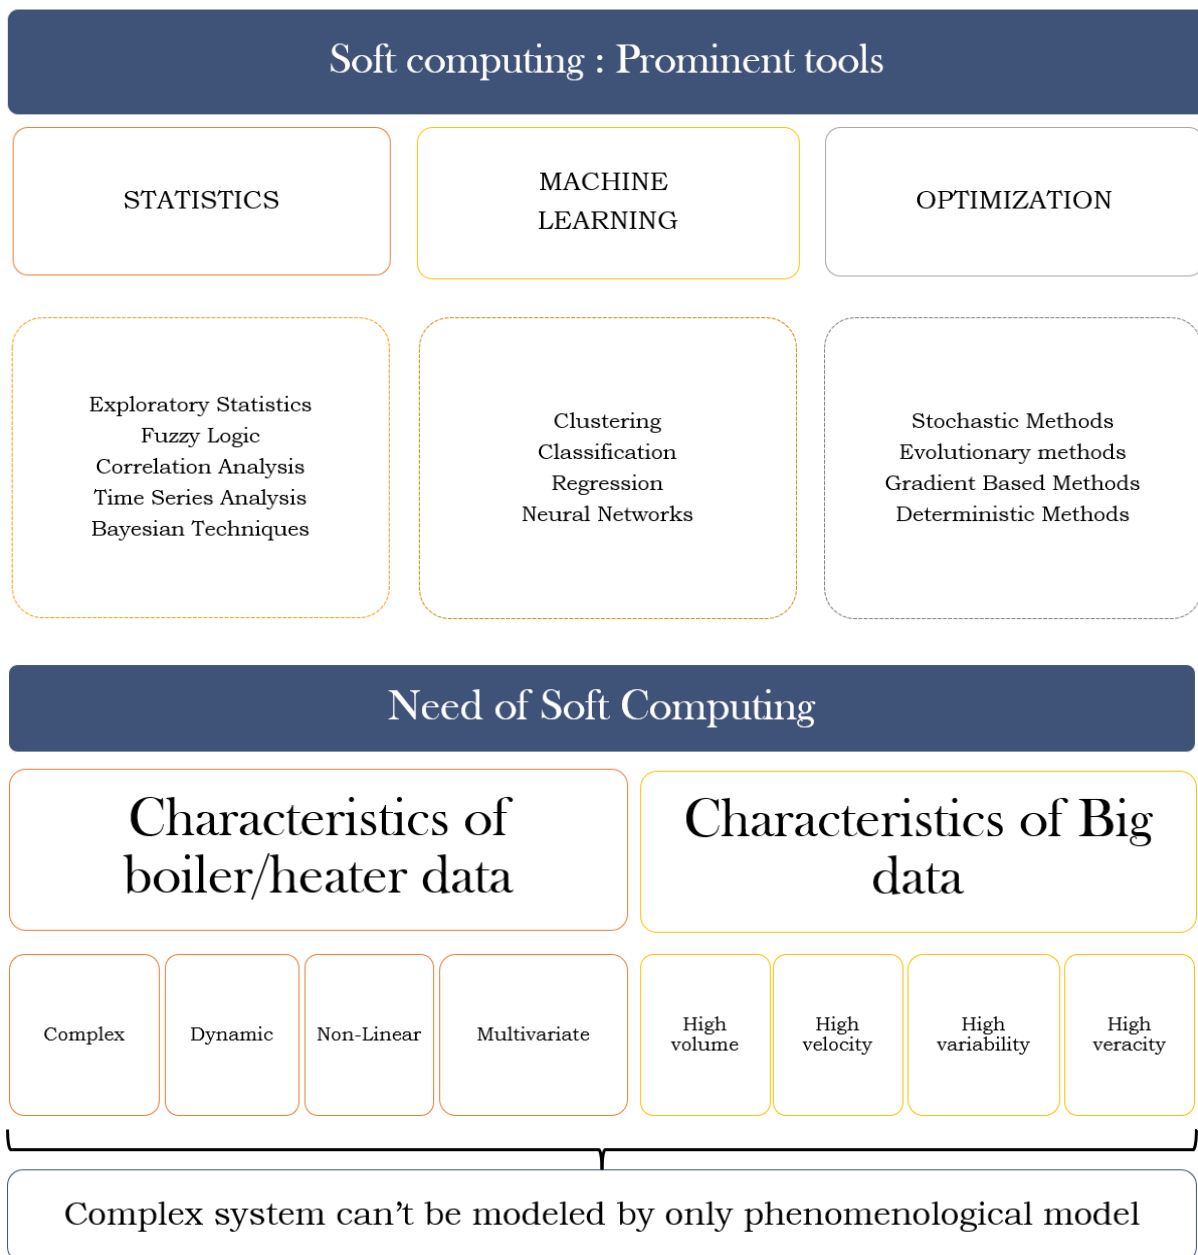 Soft computing : Prominent tools
STATISTICS
MACHINE
LEARNING
OPTIMIZATION
Exploratory Statistics
Fuzzy Logic
Correlation Analysis
Time Series Analysis
Bayesian Techniques
Clustering
Classification
Regression
Neural Networks
Stochastic Methods
Evolutionary methods
Gradient Based Methods
Deterministic Methods
Need of Soft Computing
Characteristics of
boiler/heater data
Characteristics of Big
data
Complex
Dynamic
Non-Linear
Multivariate
High
volume
High
velocity
High
variability
High
veracity
Complex system can't be modeled by only phenomenological model